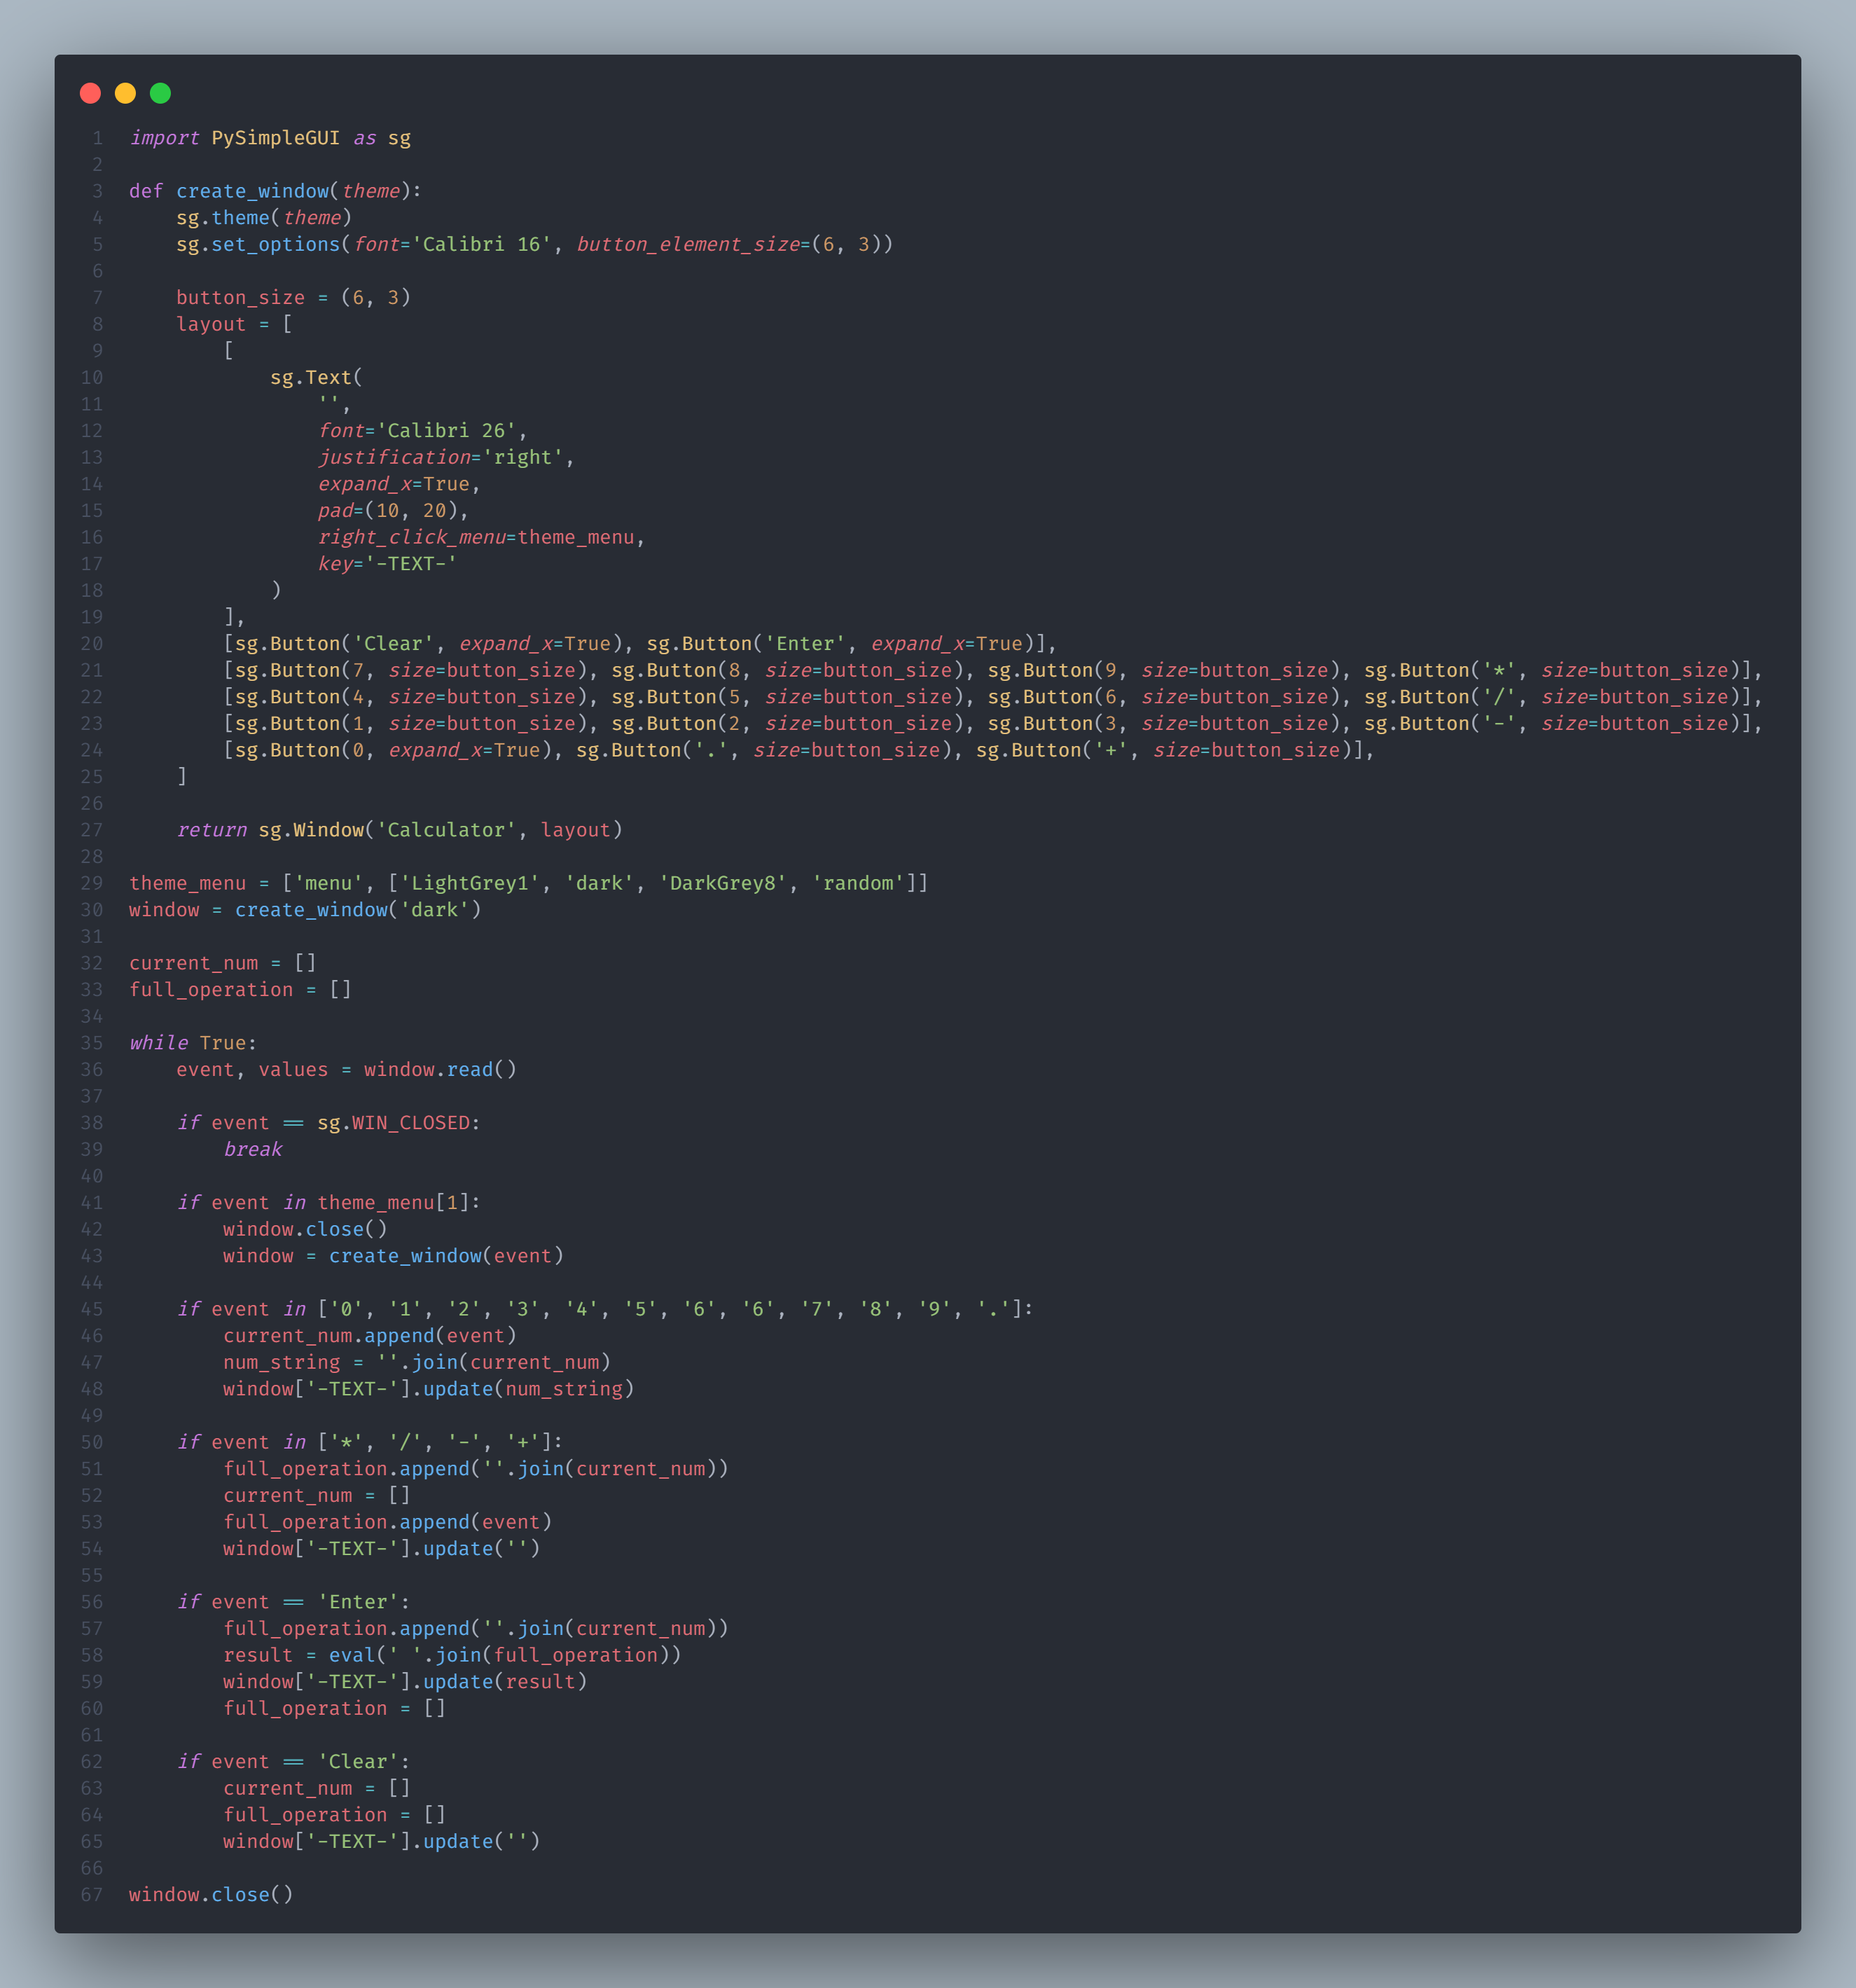 1 import PySimpleGUI as sg
2
3 def create_window(theme):
4     sg.theme(theme)
5     sg.set_options(font='Calibri 16', button_element_size=(6, 3))
6
7     button_size = (6, 3)
8     layout = [
9         [
10             sg.Text(
11                 '',
12                 font='Calibri 26',
13                 justification='right',
14                 expand_x=True,
15                 pad=(10, 20),
16                 right_click_menu=theme_menu,
17                 key='-TEXT-'
18             )
19         ],
20         [sg.Button('Clear', expand_x=True), sg.Button('Enter', expand_x=True)],
21         [sg.Button(7, size=button_size), sg.Button(8, size=button_size), sg.Button(9, size=button_size), sg.Button('*', size=button_size)],
22         [sg.Button(4, size=button_size), sg.Button(5, size=button_size), sg.Button(6, size=button_size), sg.Button('/', size=button_size)],
23         [sg.Button(1, size=button_size), sg.Button(2, size=button_size), sg.Button(3, size=button_size), sg.Button('-', size=button_size)],
24         [sg.Button(0, expand_x=True), sg.Button('.', size=button_size), sg.Button('+', size=button_size)],
25     ]
26
27     return sg.Window('Calculator', layout)
28
29 theme_menu = ['menu', ['LightGrey1', 'dark', 'DarkGrey8', 'random']]
30 window = create_window('dark')
31
32 current_num = []
33 full_operation = []
34
35 while True:
36     event, values = window.read()
37
38     if event == sg.WIN_CLOSED:
39         break
40
41     if event in theme_menu[1]:
42         window.close()
43         window = create_window(event)
44
45     if event in ['0', '1', '2', '3', '4', '5', '6', '6', '7', '8', '9', '.']:
46         current_num.append(event)
47         num_string = ''.join(current_num)
48         window['-TEXT-'].update(num_string)
49
50     if event in ['*', '/', '-', '+']:
51         full_operation.append(''.join(current_num))
52         current_num = []
53         full_operation.append(event)
54         window['-TEXT-'].update('')
55
56     if event == 'Enter':
57         full_operation.append(''.join(current_num))
58         result = eval(' '.join(full_operation))
59         window['-TEXT-'].update(result)
60         full_operation = []
61
62     if event == 'Clear':
63         current_num = []
64         full_operation = []
65         window['-TEXT-'].update('')
66
67 window.close()